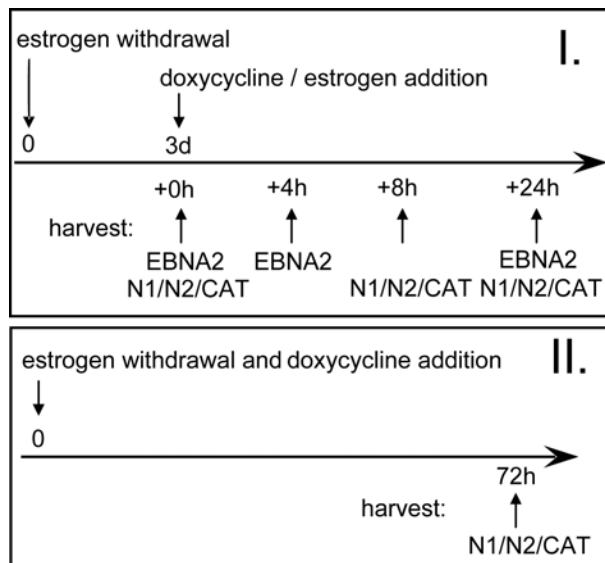 estrogen withdrawal
I.
doxycycline / estrogen addition
0 3d
+0h +4h +8h +24h
harvest:
EBNA2 EBNA2 EBNA2
N1/N2/CAT N1/N2/CAT N1/N2/CAT
estrogen withdrawal and doxycycline addition
II.
0
72h
harvest:
N1/N2/CAT